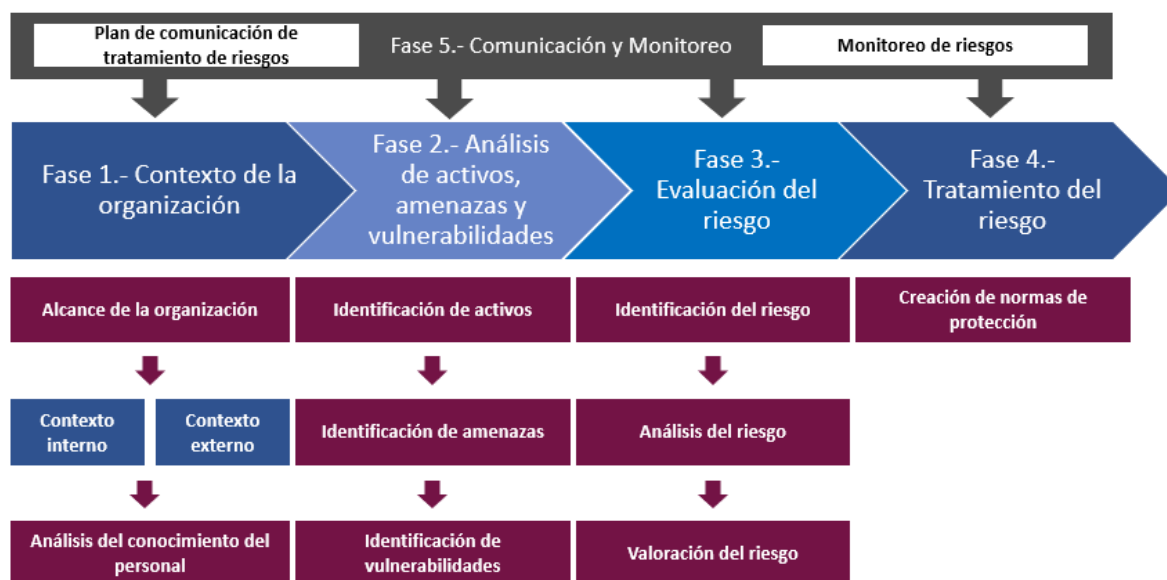 Plan de comunicación de
tratamiento de riesgos
Fase 5.- Comunicación y Monitoreo
Monitoreo de riesgos
Fase 1.- Contexto de la
organización
Fase 2.- Análisis
de activos,
amenazas y
vulnerabilidades
Fase 3.-
Evaluación del
riesgo
Fase 4.-
Tratamiento del
riesgo
Alcance de la organización
Identificación de activos
Identificación del riesgo
Creación de normas de
protección
Contexto
interno
Contexto
externo
Identificación de amenazas
Análisis del riesgo
Análisis del conocimiento del
personal
Identificación de
vulnerabilidades
Valoración del riesgo